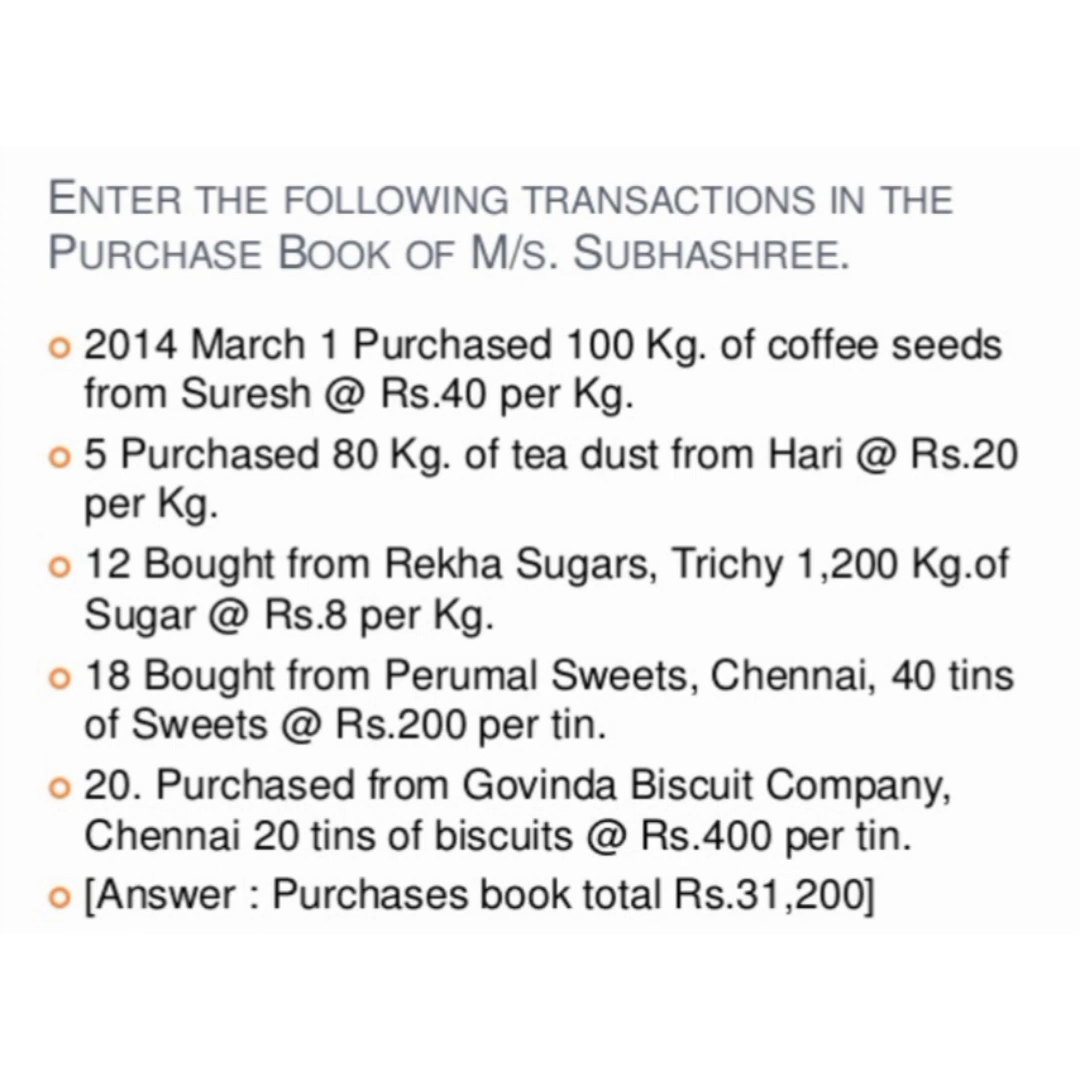 ENTER THE FOLLOWING TRANSACTIONS IN THE
PURCHASE BOOK OF M/S. SUBHASHREE.
2014 March 1 Purchased 100 Kg. of coffee seeds
from Suresh @ Rs.40 per Kg.
5 Purchased 80 Kg. of tea dust from Hari @ Rs.20
per Kg.
12 Bought from Rekha Sugars, Trichy 1,200 Kg.of
Sugar @ Rs.8 per Kg.
18 Bought from Perumal Sweets, Chennai, 40 tins
of Sweets @ Rs.200 per tin.
20. Purchased from Govinda Biscuit Company,
Chennai 20 tins of biscuits @ Rs.400 per tin.
[Answer : Purchases book total Rs.31,200]